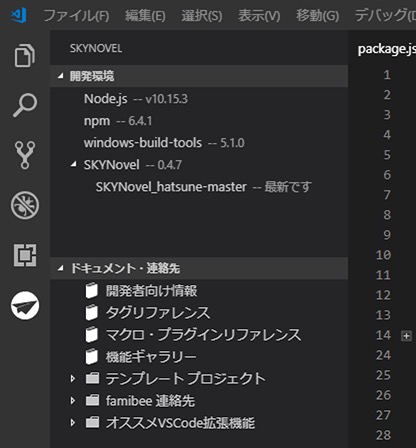 ファイル(F) 編集(E) 選択(S) 表示(V) 移動(G) デバッグ(D
SKYNOVEL
package.js
開発環境
Node.js -- v10.15.3
npm -- 6.4.1
windows-build-tools -- 5.1.0
SKYNovel -- 0.4.7
SKYNovel_hatsune-master -- 最新です
ドキュメント・連絡先
開発者向け情報
タグリファレンス
マクロ・プラグインリファレンス
機能ギャラリー
テンプレート プロジェクト
famibee 連絡先
オススメVSCode拡張機能
1
2
3
4
5
6
7
8
9
10
11
12
13
14
24
25
26
27
28